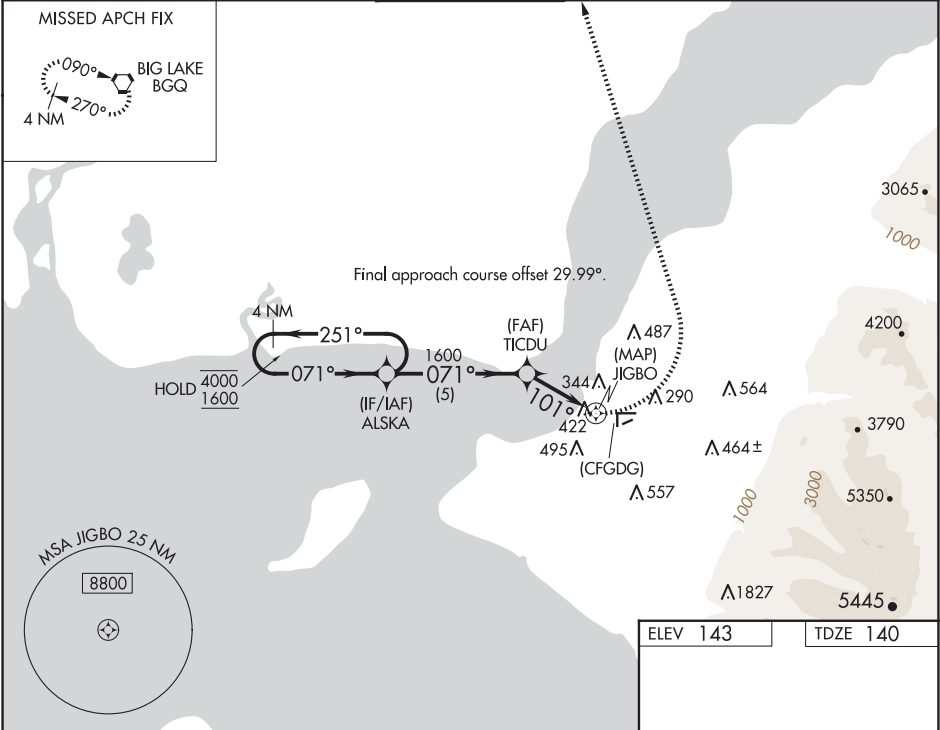 MISSED APCH FIX
090°
BIG LAKE
BGQ
270°
4 NM
3065
1000
Final approach course offset 29.99°.
4 NM
251°
(FAF)
TICDU
487
4200
HOLD
4000
1600
071°
1600
071°
(5)
(MAP)
JIGBO
344
290
564
(IF/IAF)
ALSKA
101°
422
3790
495
464±
(CFGDG)
557
1000
3000
5350
MSA JIGBO 25 NM
8800
1827
5445
ELEV 143
TDZE 140